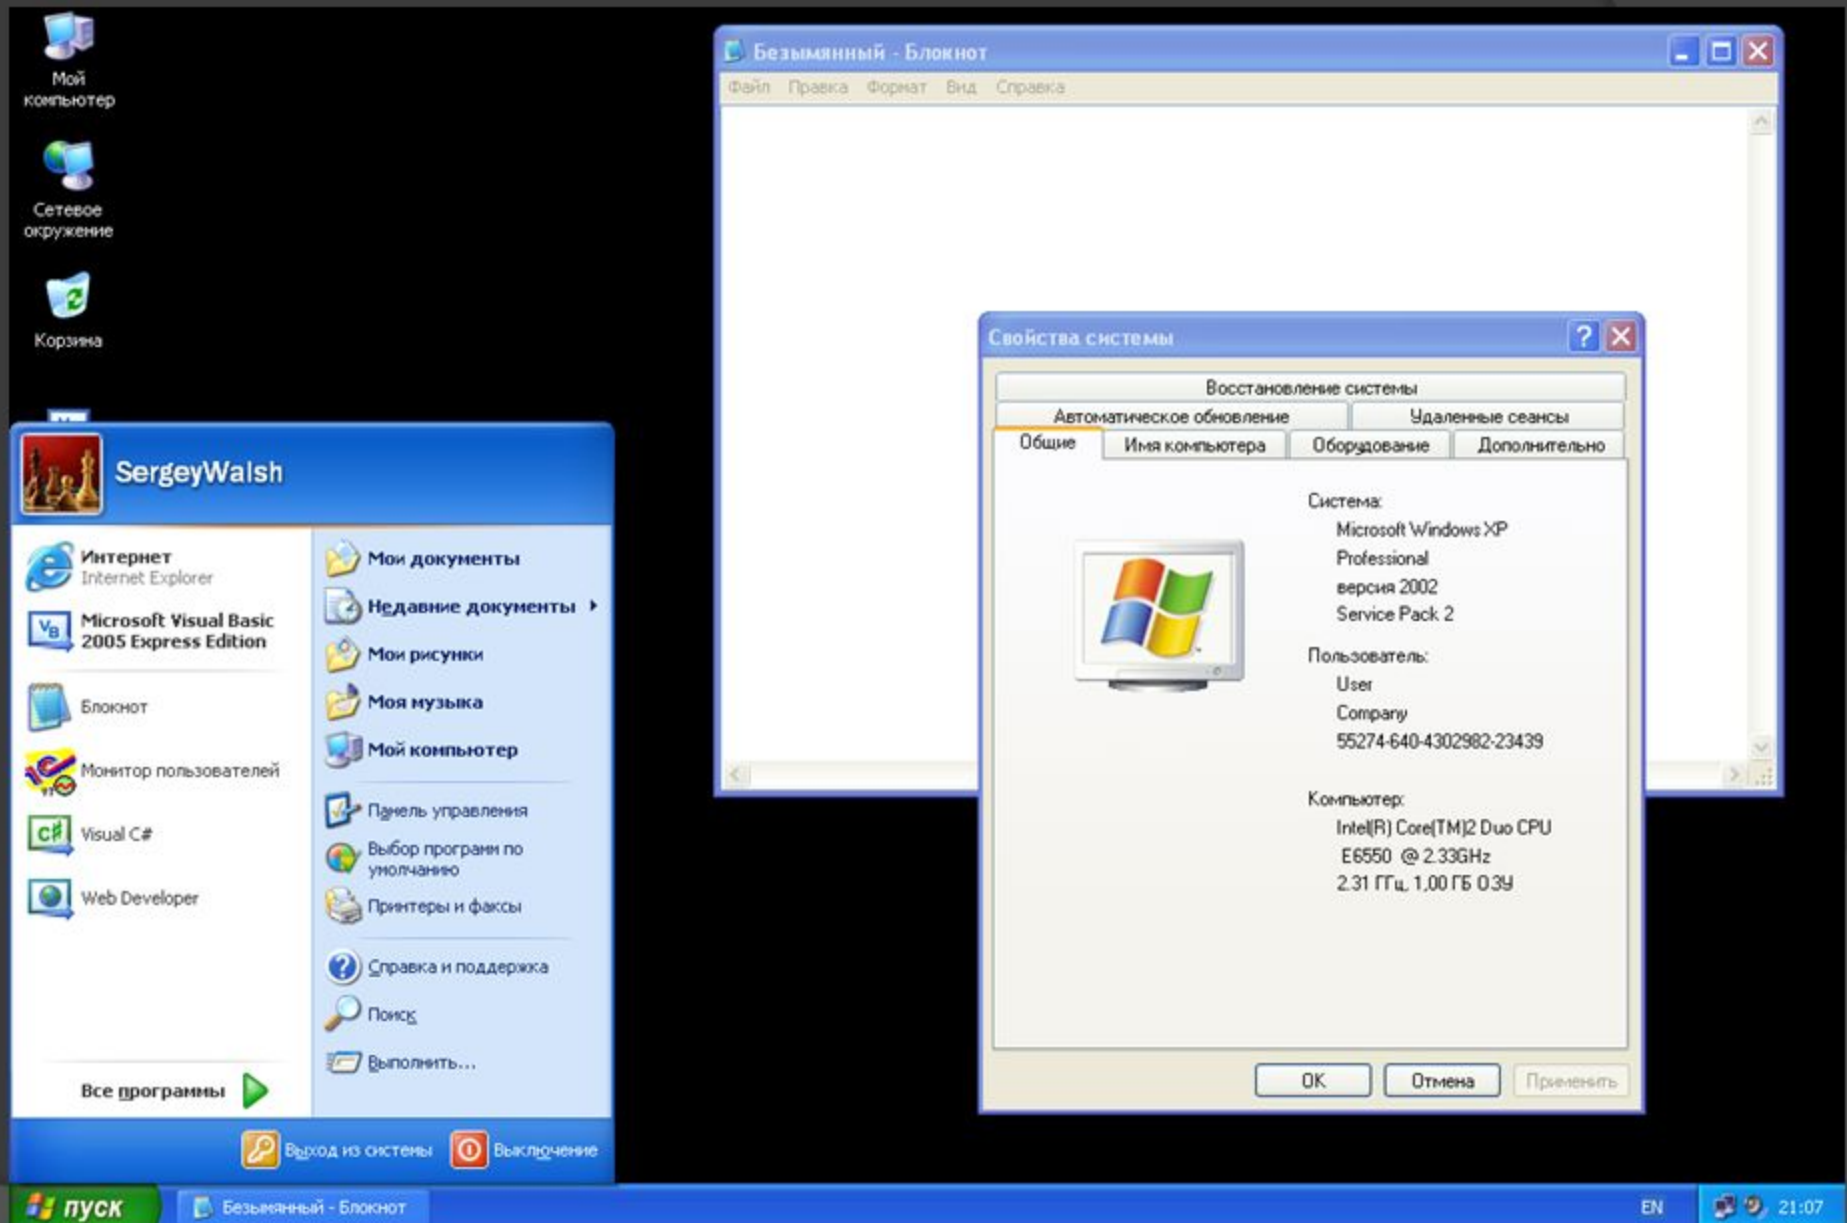 Мой
компьютер
Сетевое
окружение
Корзина
Безымянный - Блокнот
Файл Правка Формат Вид Справка
Свойства системы
Восстановление системы
Автоматическое обновление Удаленные сеансы
Общие Имя компьютера Оборудование Дополнительно
Система:
Microsoft Windows XP
Professional
версия 2002
Service Pack 2
Пользователь:
User
Company
55274-640-4302982-23439
Компьютер:
Intel(R) Core(TM)2 Duo CPU
E6550 @ 2.33GHz
2.31 ГГц, 1,00 ГБ ОЗУ
OK Отмена Применить
SergeyWalsh
Интернет
Internet Explorer
Microsoft Visual Basic
2005 Express Edition
Блокнот
Монитор пользователей
Visual C#
Web Developer
Все программы
Мои документы
Недавние документы
Мои рисунки
Моя музыка
Мой компьютер
Панель управления
Выбор программ по
умолчанию
Принтеры и факсы
Справка и поддержка
Поиск
Выполнить...
Выход из системы Выключение
пуск Безымянный - Блокнот EN 21:07